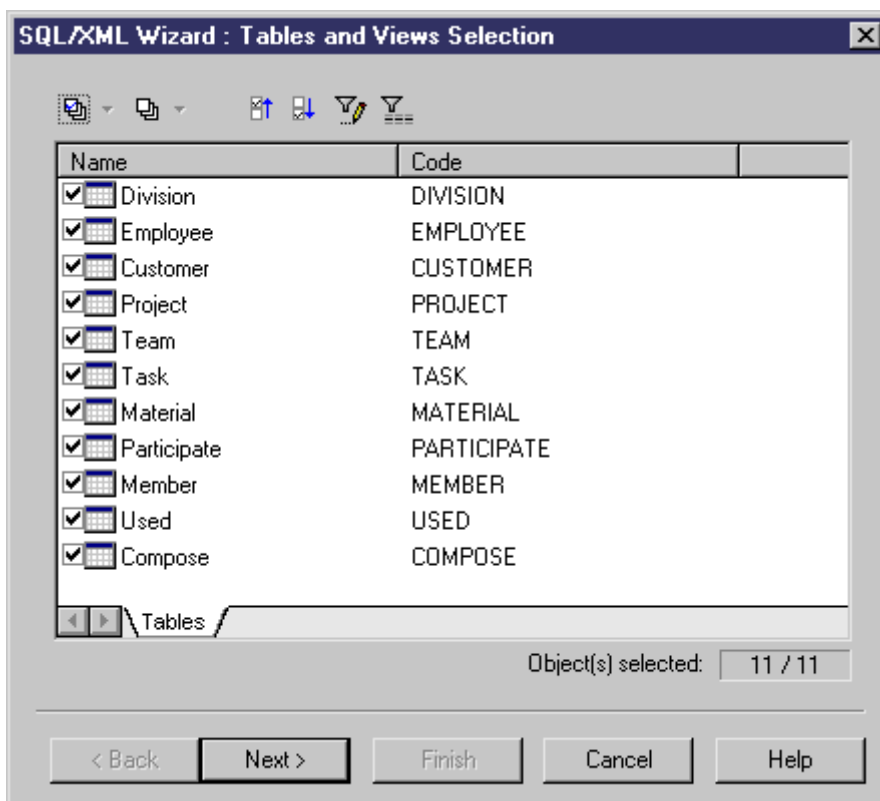 SQL/XML Wizard : Tables and Views Selection
Name Code
Division DIVISION
Employee EMPLOYEE
Customer CUSTOMER
Project PROJECT
Team TEAM
Task TASK
Material MATERIAL
Participate PARTICIPATE
Member MEMBER
Used USED
Compose COMPOSE
Tables
Object(s) selected: 11 / 11
< Back Next > Finish Cancel Help